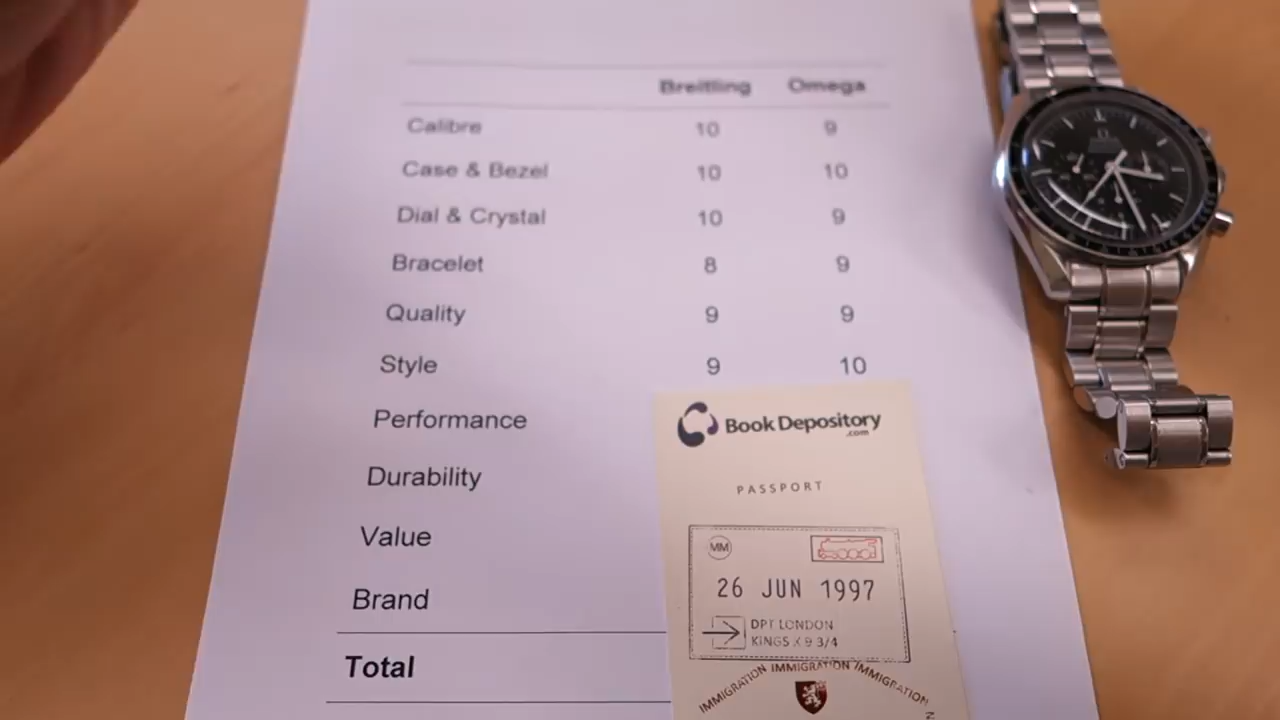 Breitling Omega
Calibre 10 9
Case & Bezel 10 10
Dial & Crystal 10 9
Bracelet 8 9
Quality 9 9
Style 9 10
Performance
Durability
Value
Brand
Total
Book Depository
.com
PASSPORT
MM
26 JUN 1997
DPT LONDON
KINGS X 9 3/4
IMMIGRATION IMMIGRATION IMMIGRATION